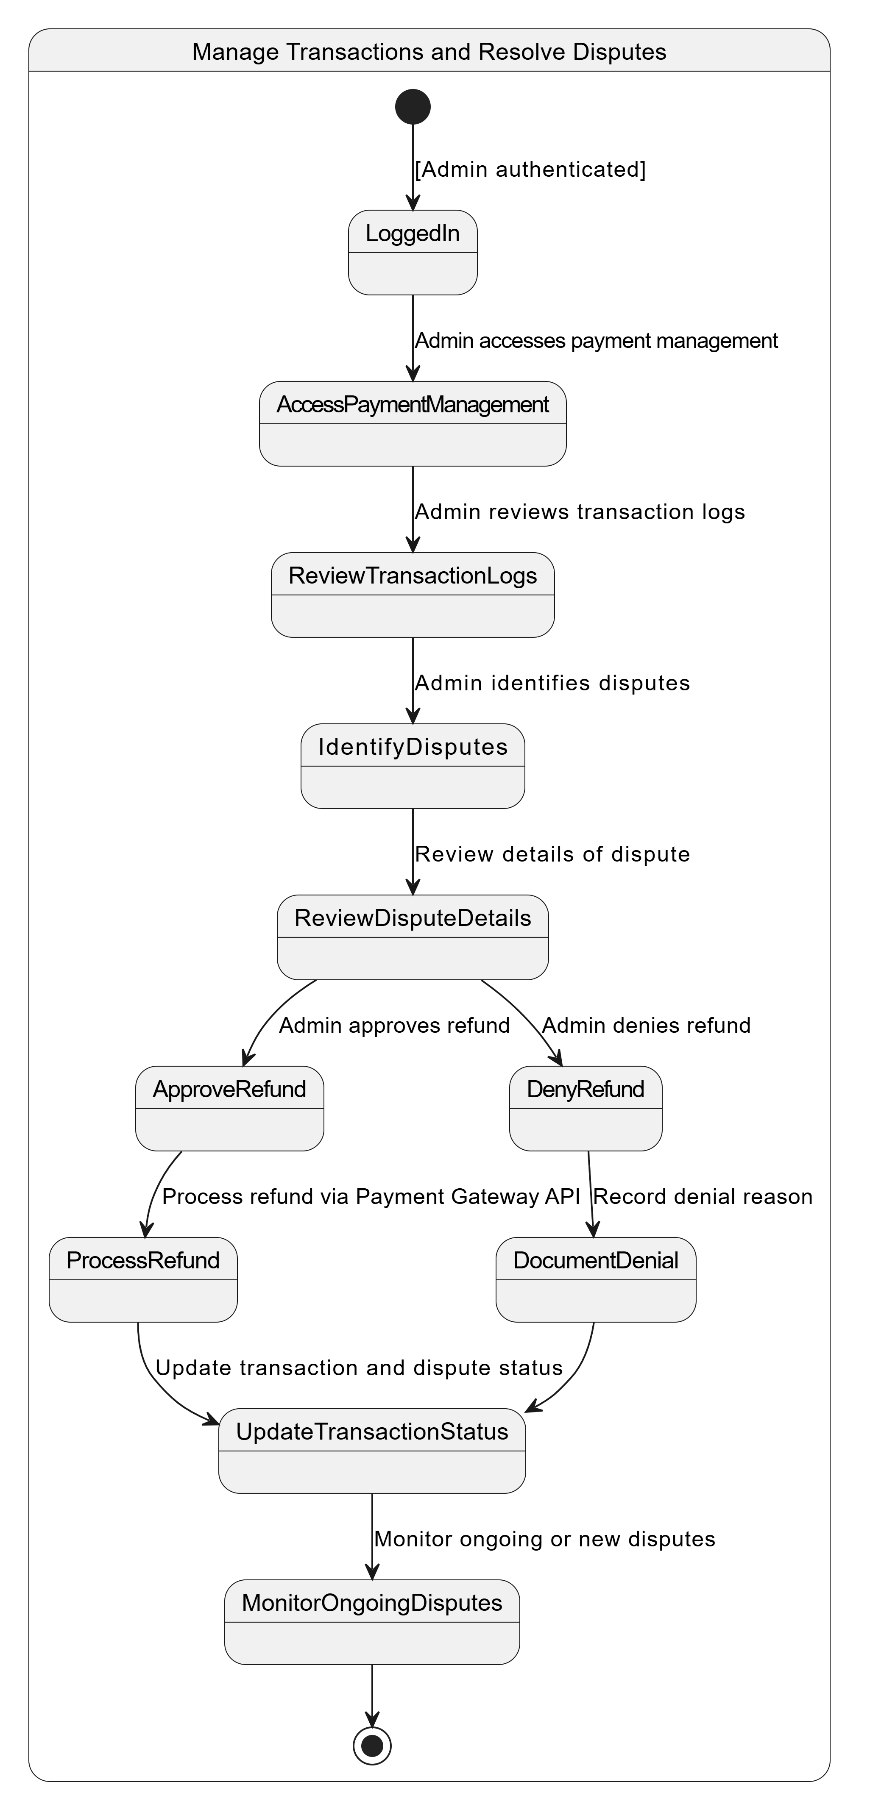 Manage Transactions and Resolve Disputes
[Admin authenticated]
LoggedIn
Admin accesses payment management
AccessPaymentManagement
Admin reviews transaction logs
ReviewTransactionLogs
Admin identifies disputes
IdentifyDisputes
Review details of dispute
ReviewDisputeDetails
Admin approves refund
Admin denies refund
ApproveRefund
DenyRefund
Process refund via Payment Gateway API
Record denial reason
ProcessRefund
DocumentDenial
Update transaction and dispute status
UpdateTransactionStatus
Monitor ongoing or new disputes
MonitorOngoingDisputes